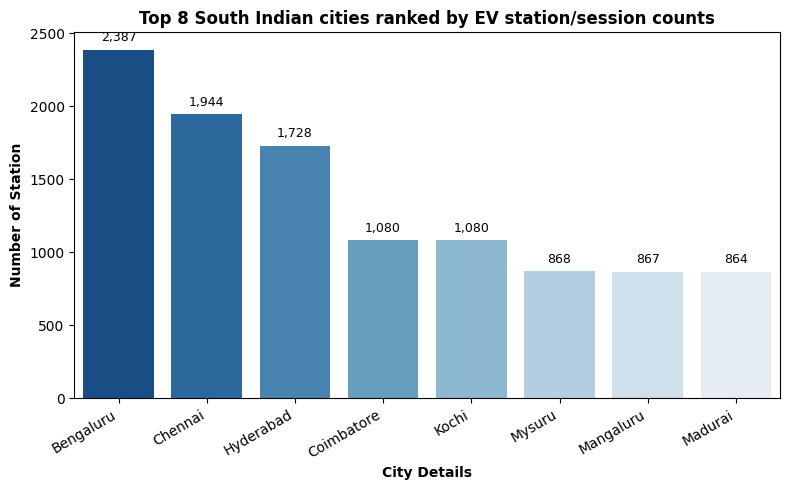 Top 8 South Indian cities ranked by EV station/session counts
Number of Station
2500
2000
1500
1000
500
0
2,387
1,944
1,728
1,080
1,080
868
867
864
Bengaluru
Chennai
Hyderabad
Coimbatore
Kochi
Mysuru
Mangaluru
Madurai
City Details